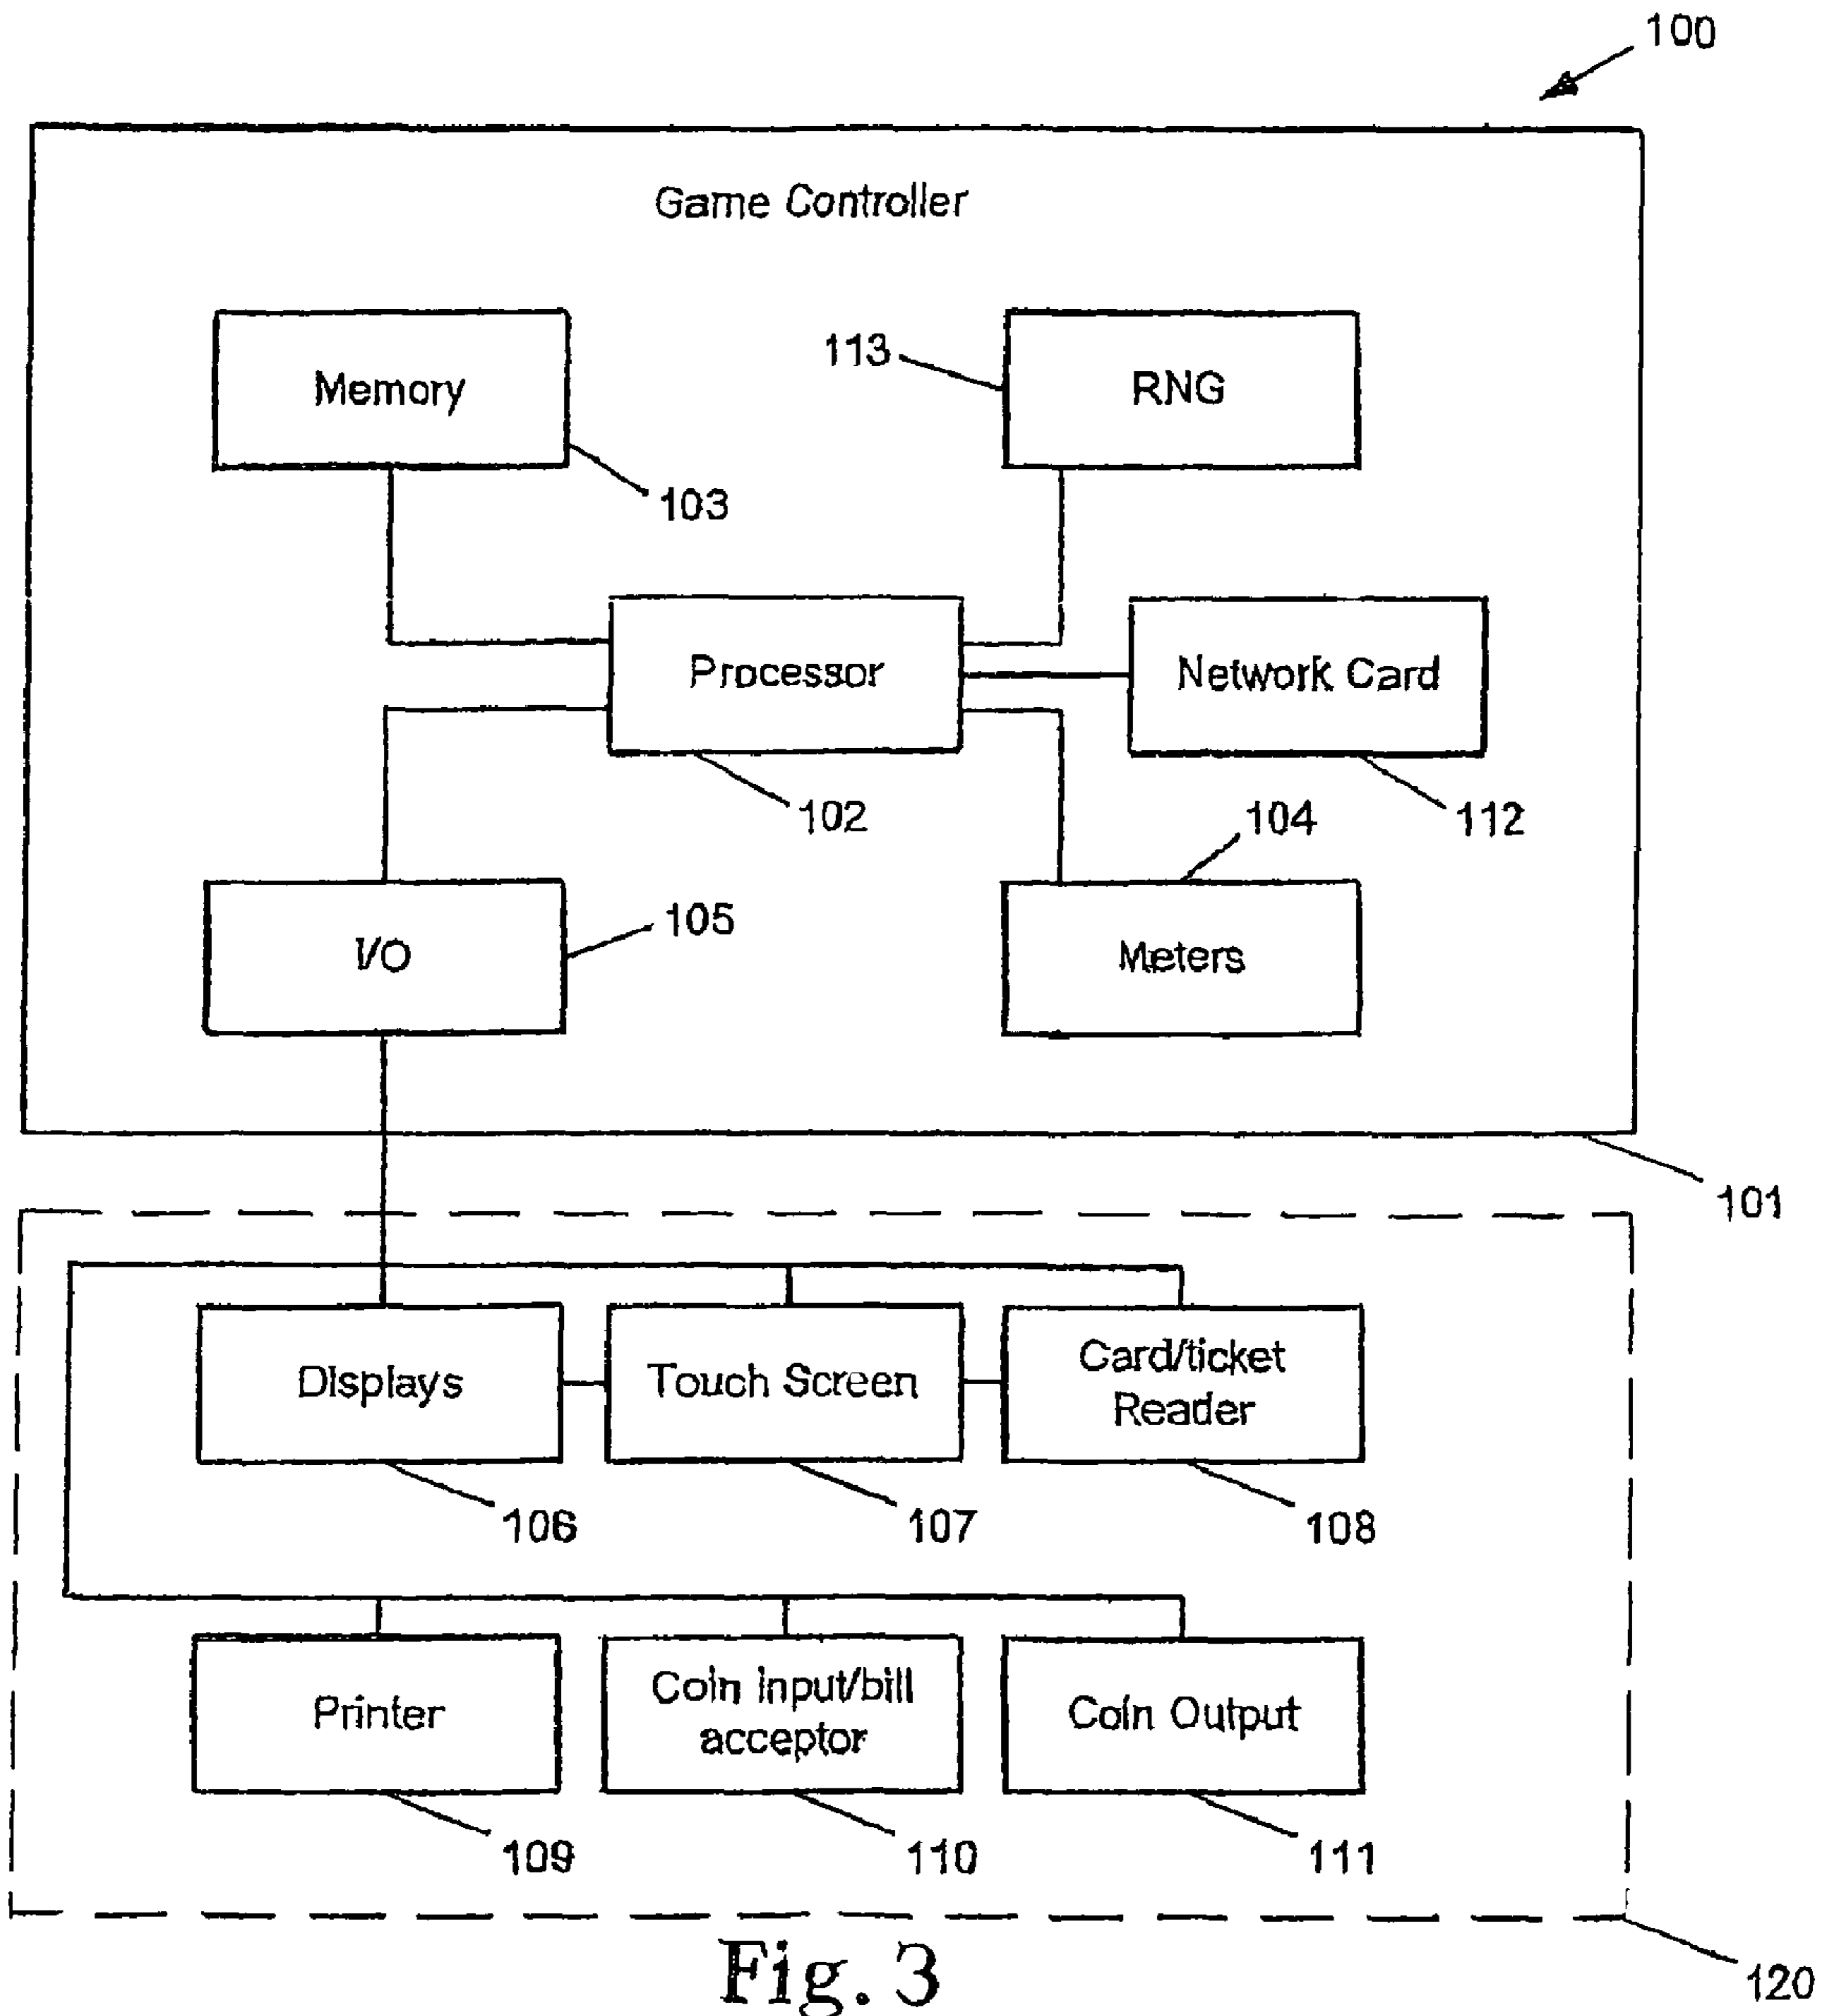 100
Game Controller
Memory
103
113
RNG
Processor
102
Network Card
112
I/O
105
104
Meters
101
Displays
106
Touch Screen
107
Card/ticket
Reader
108
Printer
109
Coin input/bill
acceptor
110
Coin Output
111
120
Fig. 3